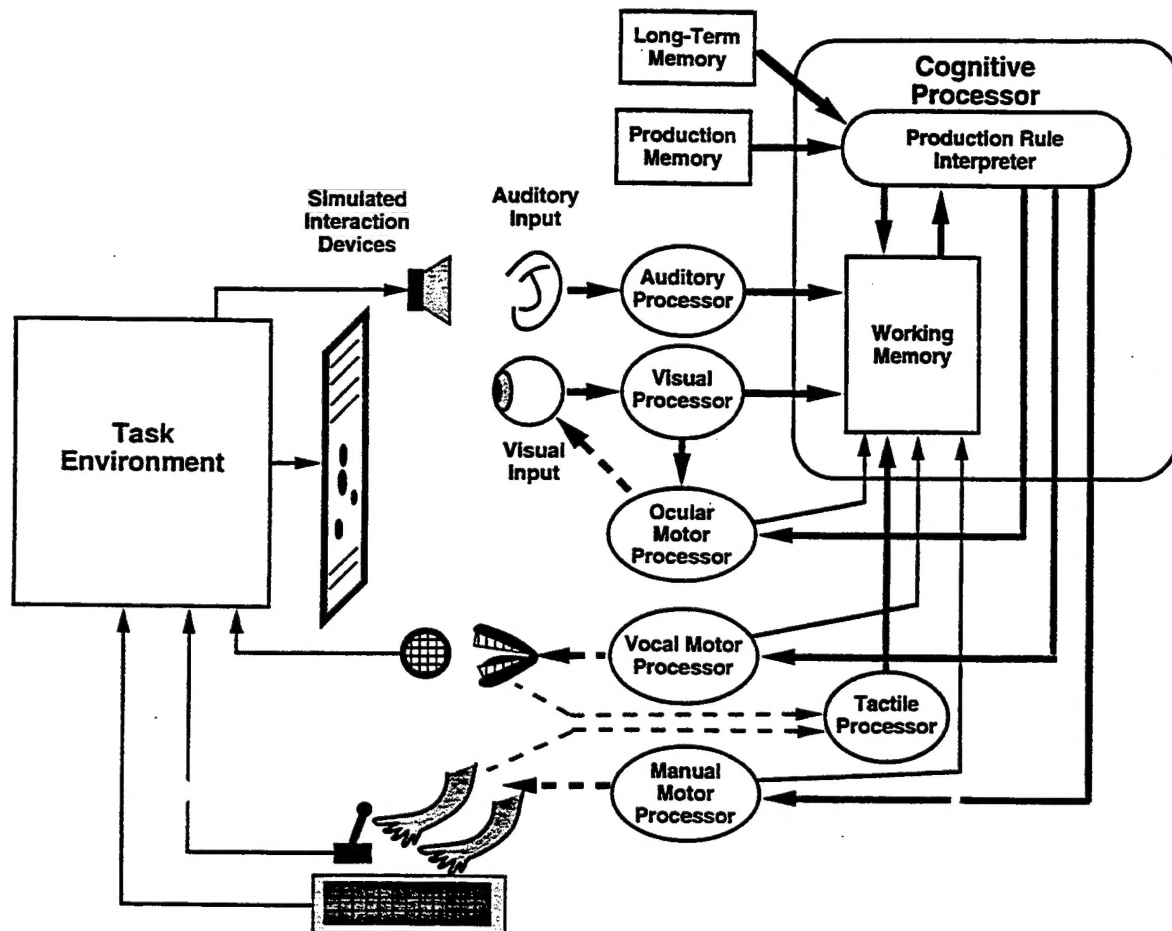 Long-Term
Memory
Cognitive
Processor
Production
Memory
Production Rule
Interpreter
Simulated
Interaction
Devices
Auditory
Input
Auditory
Processor
Working
Memory
Visual
Processor
Task
Environment
Visual
Input
Ocular
Motor
Processor
Vocal Motor
Processor
Tactile
Processor
Manual
Motor
Processor